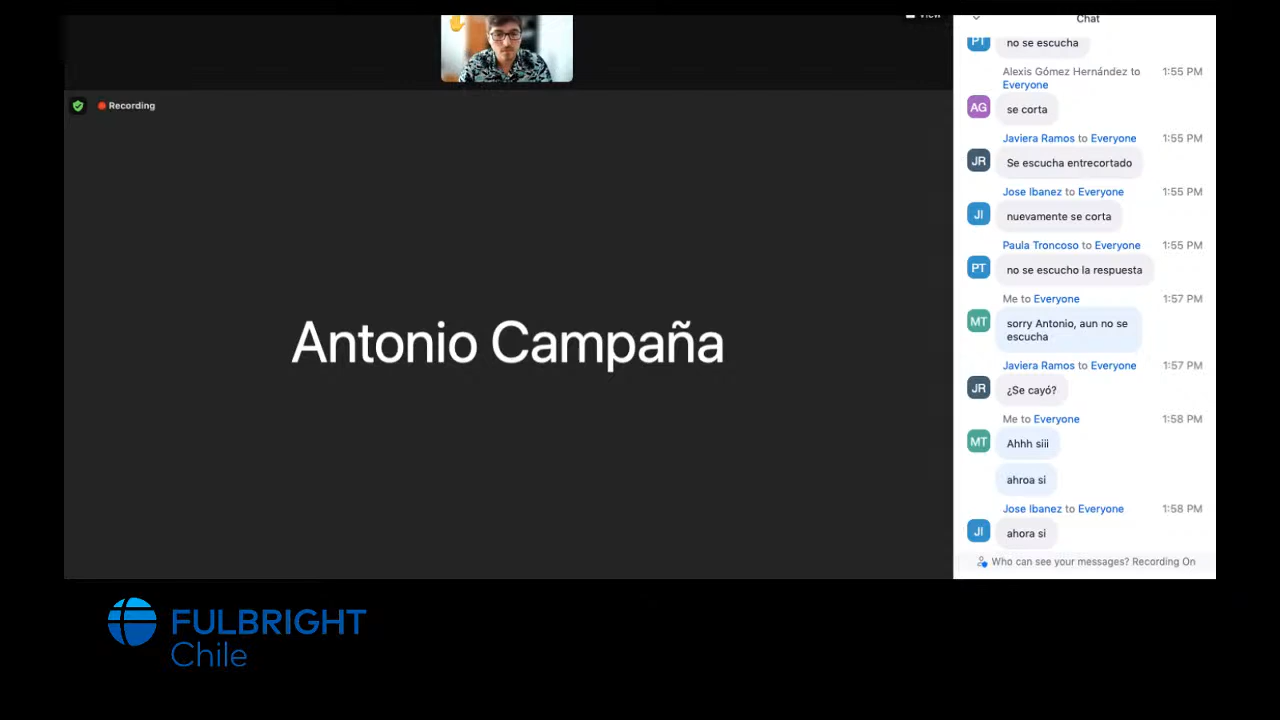 View
Recording
Antonio Campaña
Chat
PT
no se escucha
Alexis Gómez Hernández to
Everyone
1:55 PM
AG
se corta
Javiera Ramos to Everyone
1:55 PM
JR
Se escucha entrecortado
Jose Ibanez to Everyone
1:55 PM
JI
nuevamente se corta
Paula Troncoso to Everyone
1:55 PM
PT
no se escucho la respuesta
Me to Everyone
1:57 PM
MT
sorry Antonio, aun no se
escucha
Javiera Ramos to Everyone
1:57 PM
JR
¿Se cayó?
Me to Everyone
1:58 PM
MT
Ahhh siii
ahroa si
Jose Ibanez to Everyone
1:58 PM
JI
ahora si
Who can see your messages? Recording On
FULBRIGHT
Chile